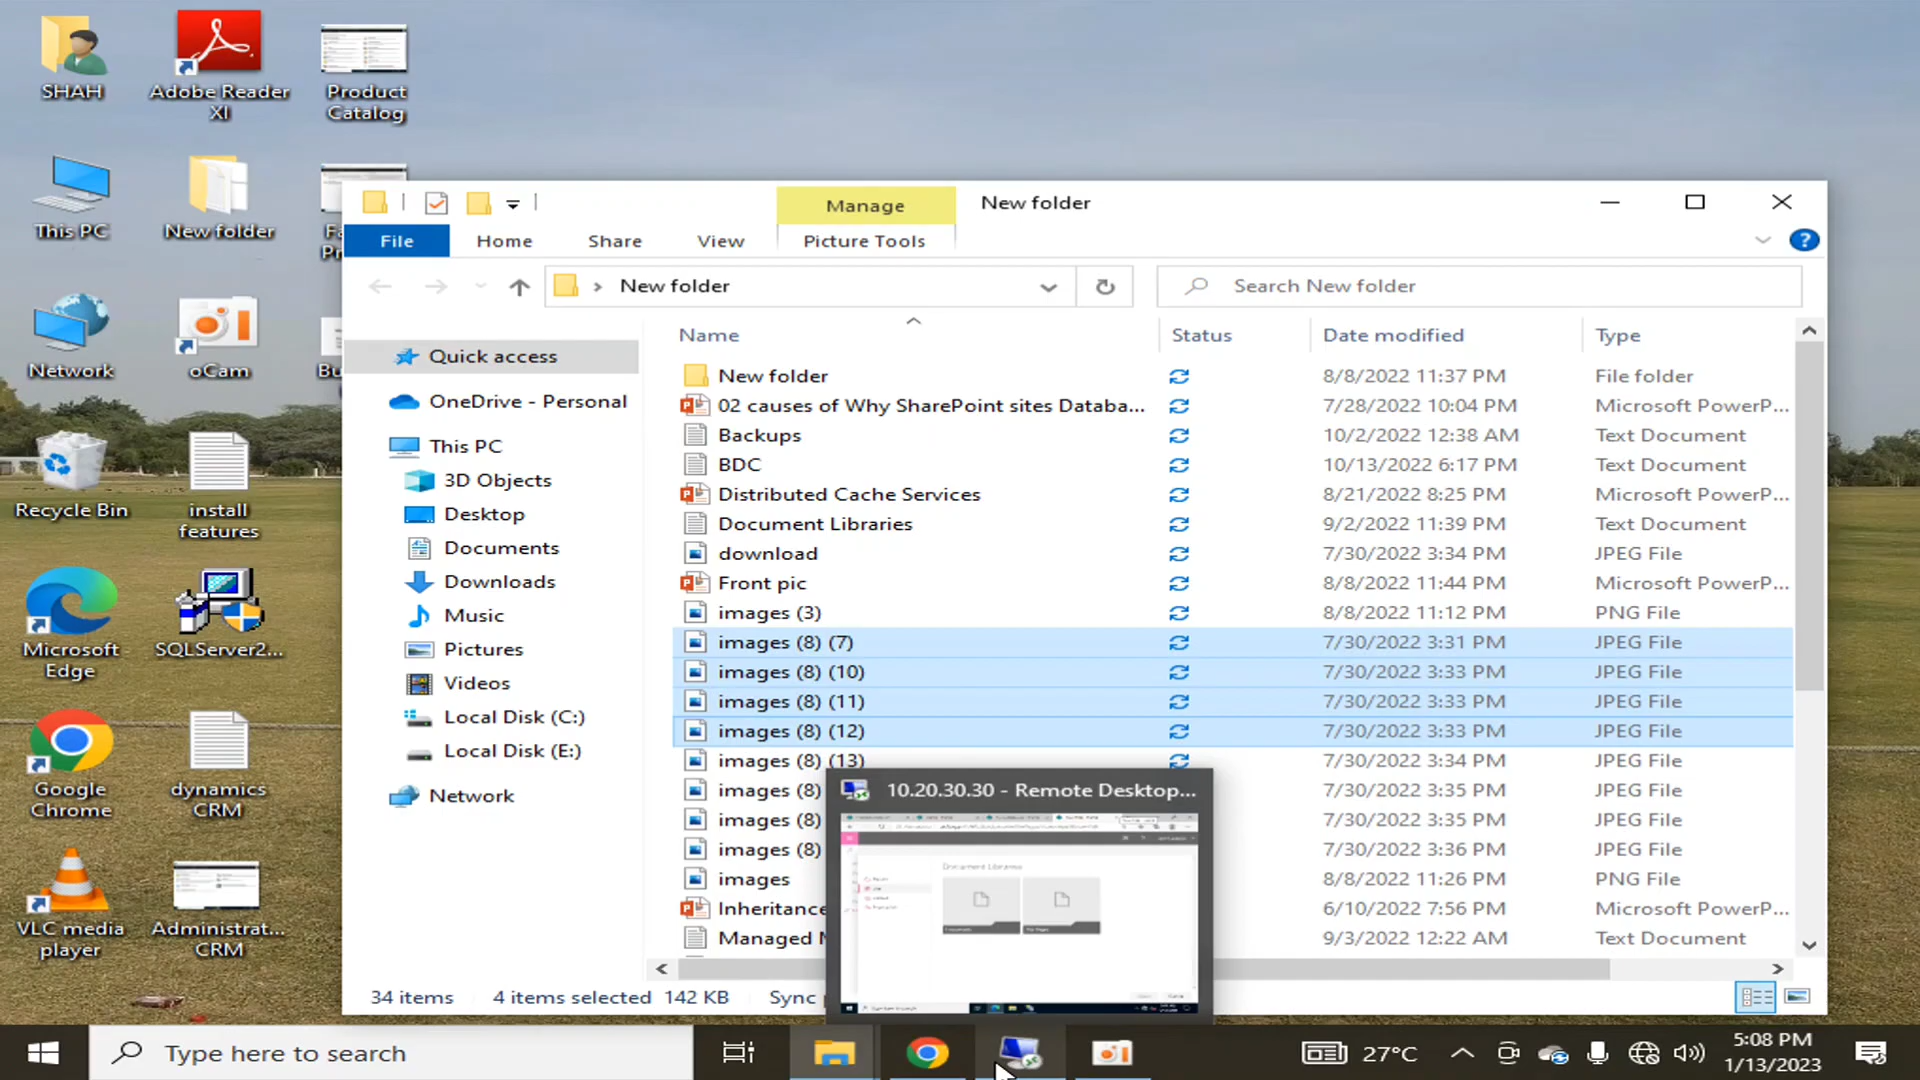 SHAH
Adobe Reader
XI
Product
Catalog
This PC
New folder
Network
oCam
Recycle Bin
install
features
Microsoft
Edge
SQLServer2...
Google
Chrome
dynamics
CRM
VLC media
player
Administrat...
CRM
Manage
New folder
File
Home
Share
View
Picture Tools
New folder
Search New folder
Quick access
OneDrive - Personal
This PC
3D Objects
Desktop
Documents
Downloads
Music
Pictures
Videos
Local Disk (C:)
Local Disk (E:)
Network
Name Status Date modified Type
New folder 8/8/2022 11:37 PM File folder
02 causes of Why SharePoint sites Databa... 7/28/2022 10:04 PM Microsoft PowerP...
Backups 10/2/2022 12:38 AM Text Document
BDC 10/13/2022 6:17 PM Text Document
Distributed Cache Services 8/21/2022 8:25 PM Microsoft PowerP...
Document Libraries 9/2/2022 11:39 PM Text Document
download 7/30/2022 3:34 PM JPEG File
Front pic 8/8/2022 11:44 PM Microsoft PowerP...
images (3) 8/8/2022 11:12 PM PNG File
images (8) (7) 7/30/2022 3:31 PM JPEG File
images (8) (10) 7/30/2022 3:33 PM JPEG File
images (8) (11) 7/30/2022 3:33 PM JPEG File
images (8) (12) 7/30/2022 3:33 PM JPEG File
images (8) (13) 7/30/2022 3:34 PM JPEG File
images (8) 7/30/2022 3:35 PM JPEG File
images (8) 7/30/2022 3:35 PM JPEG File
images (8) 7/30/2022 3:36 PM JPEG File
images 8/8/2022 11:26 PM PNG File
Inheritance 6/10/2022 7:56 PM Microsoft PowerP...
Managed 9/3/2022 12:22 AM Text Document
10.20.30.30 - Remote Desktop...
Document Libraries
34 items 4 items selected 142 KB Sync
Type here to search
27°C
5:08 PM
1/13/2023